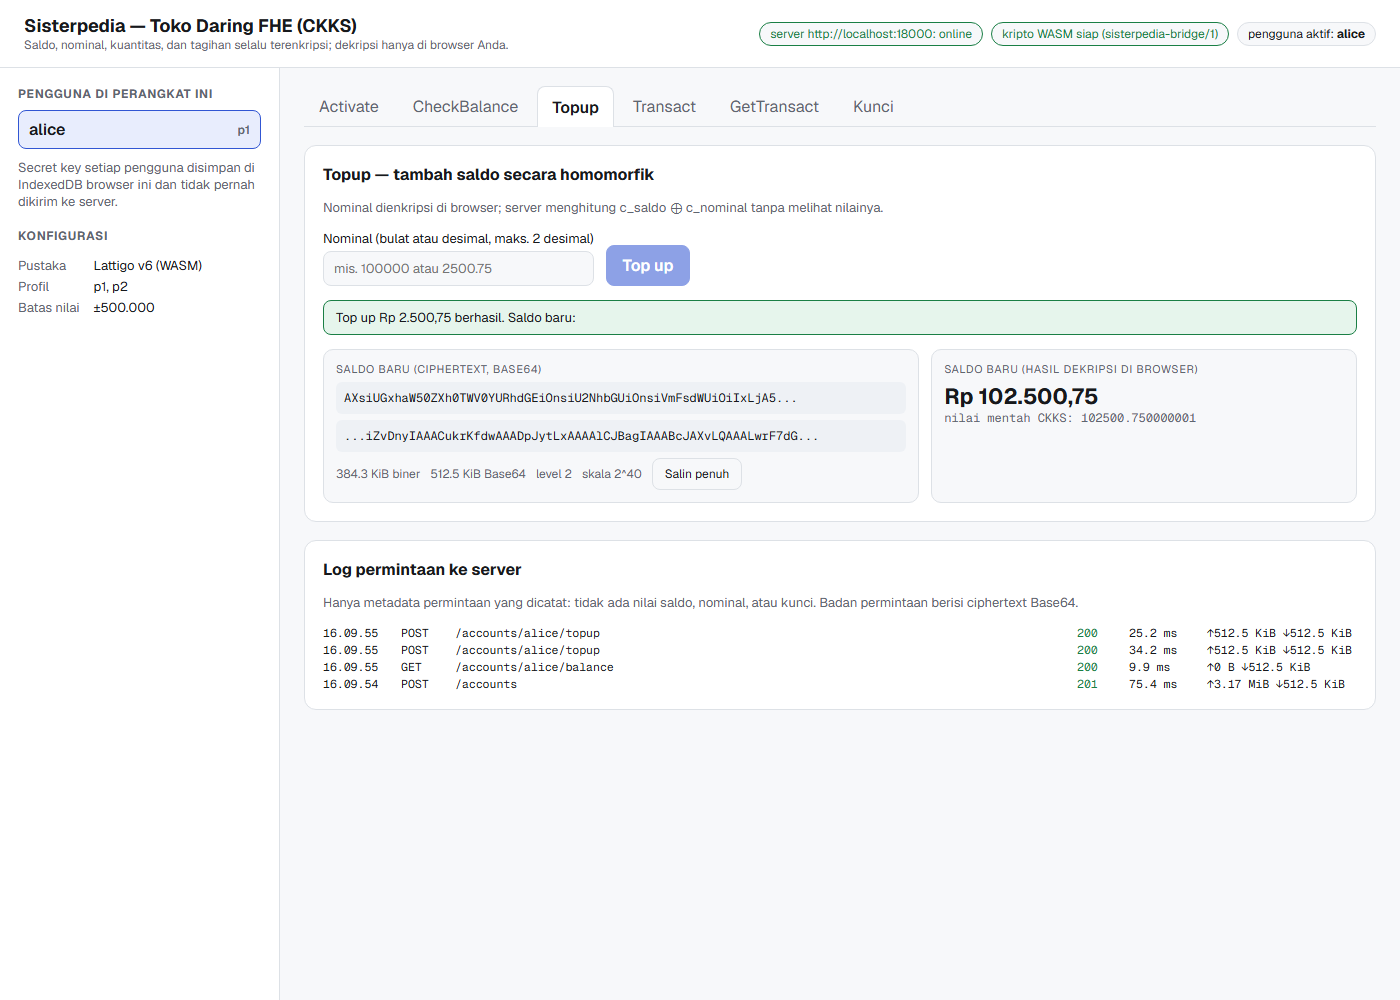 Sisterpedia — Toko Daring FHE (CKKS)
Saldo, nominal, kuantitas, dan tagihan selalu terenkripsi; dekripsi hanya di browser Anda.
server http://localhost:18000: online
kripto WASM siap (sisterpedia-bridge/1)
pengguna aktif: alice
PENGGUNA DI PERANGKAT INI
alice p1
Secret key setiap pengguna disimpan di
IndexedDB browser ini dan tidak pernah
dikirim ke server.
KONFIGURASI
Pustaka Lattigo v6 (WASM)
Profil p1, p2
Batas nilai ±500.000
Activate CheckBalance Topup Transact GetTransact Kunci
Topup — tambah saldo secara homomorfik
Nominal dienkripsi di browser; server menghitung c_saldo ⊕ c_nominal tanpa melihat nilainya.
Nominal (bulat atau desimal, maks. 2 desimal)
mis. 100000 atau 2500.75
Top up
Top up Rp 2.500,75 berhasil. Saldo baru:
SALDO BARU (CIPHERTEXT, BASE64)
AXsiUGxhaW50ZXh0TWV0YURhdGEiOnsiU2NhbGUiOnsiVmFsdWUiOiIxLjA5...
...iZvDnyIAAACukrKfdwAAADpJytLxAAAAlCJBagIAAABcJAXvLQAAALwrF7dG...
384.3 KiB biner 512.5 KiB Base64 level 2 skala 2^40 Salin penuh
SALDO BARU (HASIL DEKRIPSI DI BROWSER)
Rp 102.500,75
nilai mentah CKKS: 102500.750000001
Log permintaan ke server
Hanya metadata permintaan yang dicatat: tidak ada nilai saldo, nominal, atau kunci. Badan permintaan berisi ciphertext Base64.
16.09.55 POST /accounts/alice/topup 200 25.2 ms ↑512.5 KiB ↓512.5 KiB
16.09.55 POST /accounts/alice/topup 200 34.2 ms ↑512.5 KiB ↓512.5 KiB
16.09.55 GET /accounts/alice/balance 200 9.9 ms ↑0 B ↓512.5 KiB
16.09.54 POST /accounts 201 75.4 ms ↑3.17 MiB ↓512.5 KiB